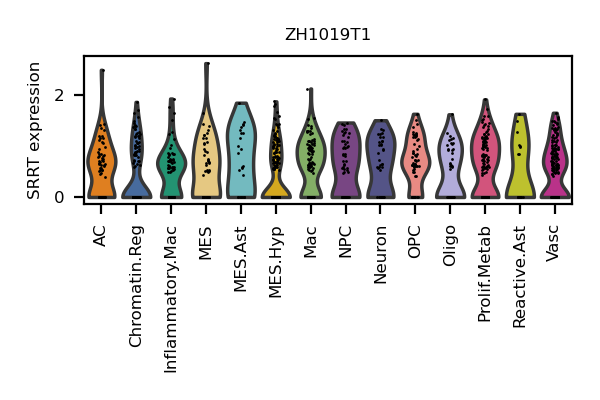 ZH1019T1
SRRT expression
2
0
AC
Chromatin.Reg
Inflammatory.Mac
MES
MES.Ast
MES.Hyp
Mac
NPC
Neuron
OPC
Oligo
Prolif.Metab
Reactive.Ast
Vasc